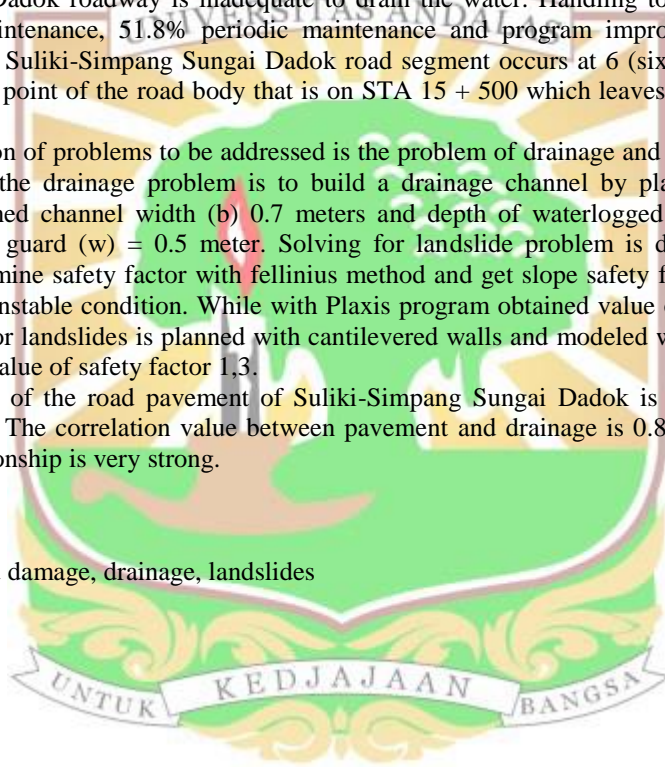 UNIVERSITAS ANDALAS
Dadok roadway is inadequate to drain the water. Handling to
intenance, 51.8% periodic maintenance and program impro
Suliki-Simpang Sungai Dadok road segment occurs at 6 (six
point of the road body that is on STA 15 + 500 which leaves
on of problems to be addressed is the problem of drainage and
the drainage problem is to build a drainage channel by pla
ned channel width (b) 0.7 meters and depth of waterlogged
guard (w) = 0.5 meter. Solving for landslide problem is d
mine safety factor with fellinius method and get slope safety f
nstable condition. While with Plaxis program obtained value
or landslides is planned with cantilevered walls and modeled w
alue of safety factor 1,3.
of the road pavement of Suliki-Simpang Sungai Dadok is
The correlation value between pavement and drainage is 0.8
onship is very strong.
damage, drainage, landslides
UNTUK KEDJAJAAN BANGSA